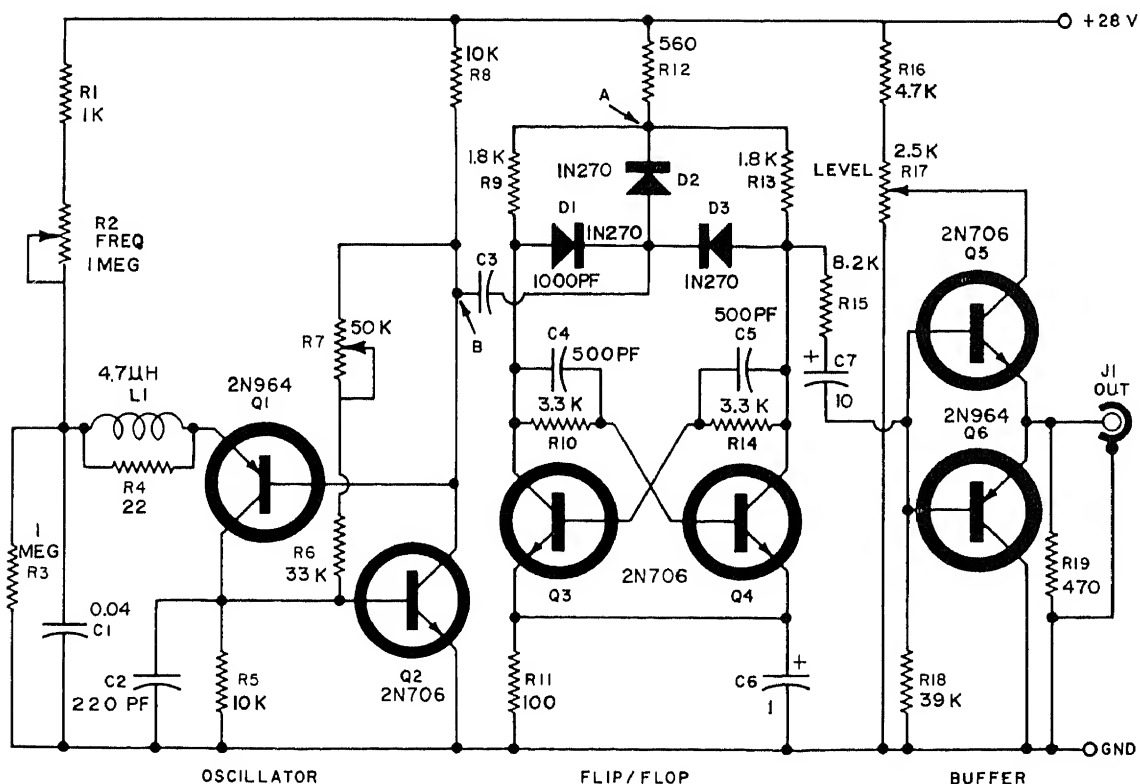 +28 V
R1
1K
10K
R8
560
R12
A
R16
4.7K
1.8K
R9
1N270
D2
1.8K
R13
LEVEL
2.5K
R17
R2
FREQ
1 MEG
D1
1N270
D3
C3
1000PF
1N270
8.2K
R15
2N706
Q5
R7
50K
B
C4
500PF
500PF
C5
+
C7
10
4.7µH
L1
2N964
Q1
3.3K
R10
3.3K
R14
2N964
Q6
J1
OUT
R4
22
1
MEG
R3
R6
33K
2N706
Q3
Q4
R19
470
0.04
C1
C2
220 PF
R5
10K
Q2
2N706
R11
100
C6
+
1
R18
39K
GND
OSCILLATOR
FLIP/FLOP
BUFFER